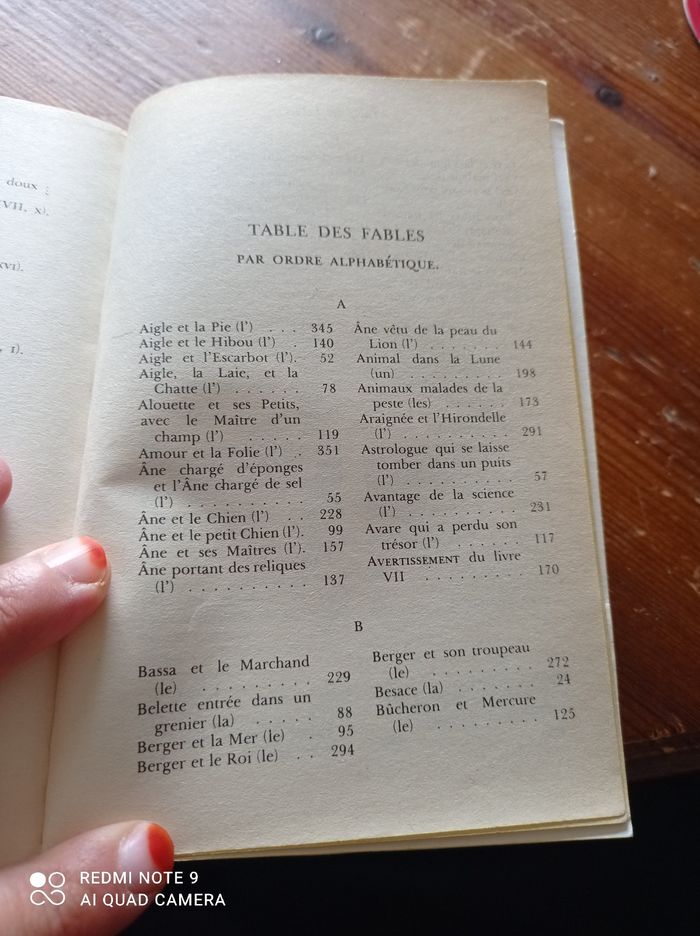 doux ;
VII, x).
XVI).
, 1).
TABLE DES FABLES
PAR ORDRE ALPHABÉTIQUE.
A
Aigle et la Pie (l') . . . 345
Aigle et le Hibou (l') . 140
Aigle et l'Escarbot (l'). 52
Aigle, la Laie, et la
Chatte (l') . . . . . . 78
Alouette et ses Petits,
avec le Maître d'un
champ (l') . . . . . 119
Amour et la Folie (l') . . 351
Âne chargé d'éponges
et l'Âne chargé de sel
(l') . . . . . . . . . . 55
Âne et le Chien (l') . . 228
Âne et le petit Chien (l'). 99
Âne et ses Maîtres (l'). 157
Âne portant des reliques
(l') . . . . . . . . . . 137
Âne vêtu de la peau du
Lion (l') . . . . . . . 144
Animal dans la Lune
(un) . . . . . . . . . 198
Animaux malades de la
peste (les) . . . . . . 173
Araignée et l'Hirondelle
(l') . . . . . . . . . . 291
Astrologue qui se laisse
tomber dans un puits
(l') . . . . . . . . . . 57
Avantage de la science
(l') . . . . . . . . . . 231
Avare qui a perdu son
trésor (l') . . . . . . 117
AVERTISSEMENT du livre
VII . . . . . . . . . 170
B
Bassa et le Marchand
(le) . . . . . . . . . 229
Belette entrée dans un
grenier (la) . . . . . 88
Berger et la Mer (le) . 95
Berger et le Roi (le) . . 294
Berger et son troupeau
(le) . . . . . . . . . 272
Besace (la) . . . . . . . 24
Bûcheron et Mercure
(le) . . . . . . . . . 125
REDMI NOTE 9
AI QUAD CAMERA